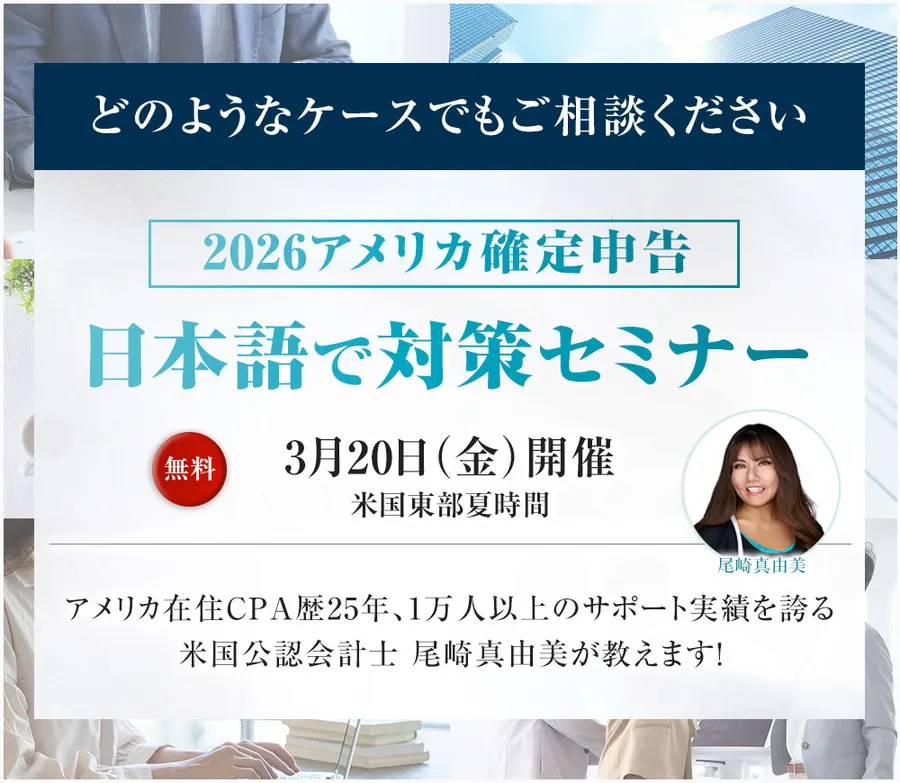 どのようなケースでもご相談ください
2026アメリカ確定申告
日本語で対策セミナー
無料
3月20日(金)開催
米国東部夏時間
尾崎真由美
アメリカ在住CPA歴25年、1万人以上のサポート実績を誇る
米国公認会計士 尾崎真由美が教えます!